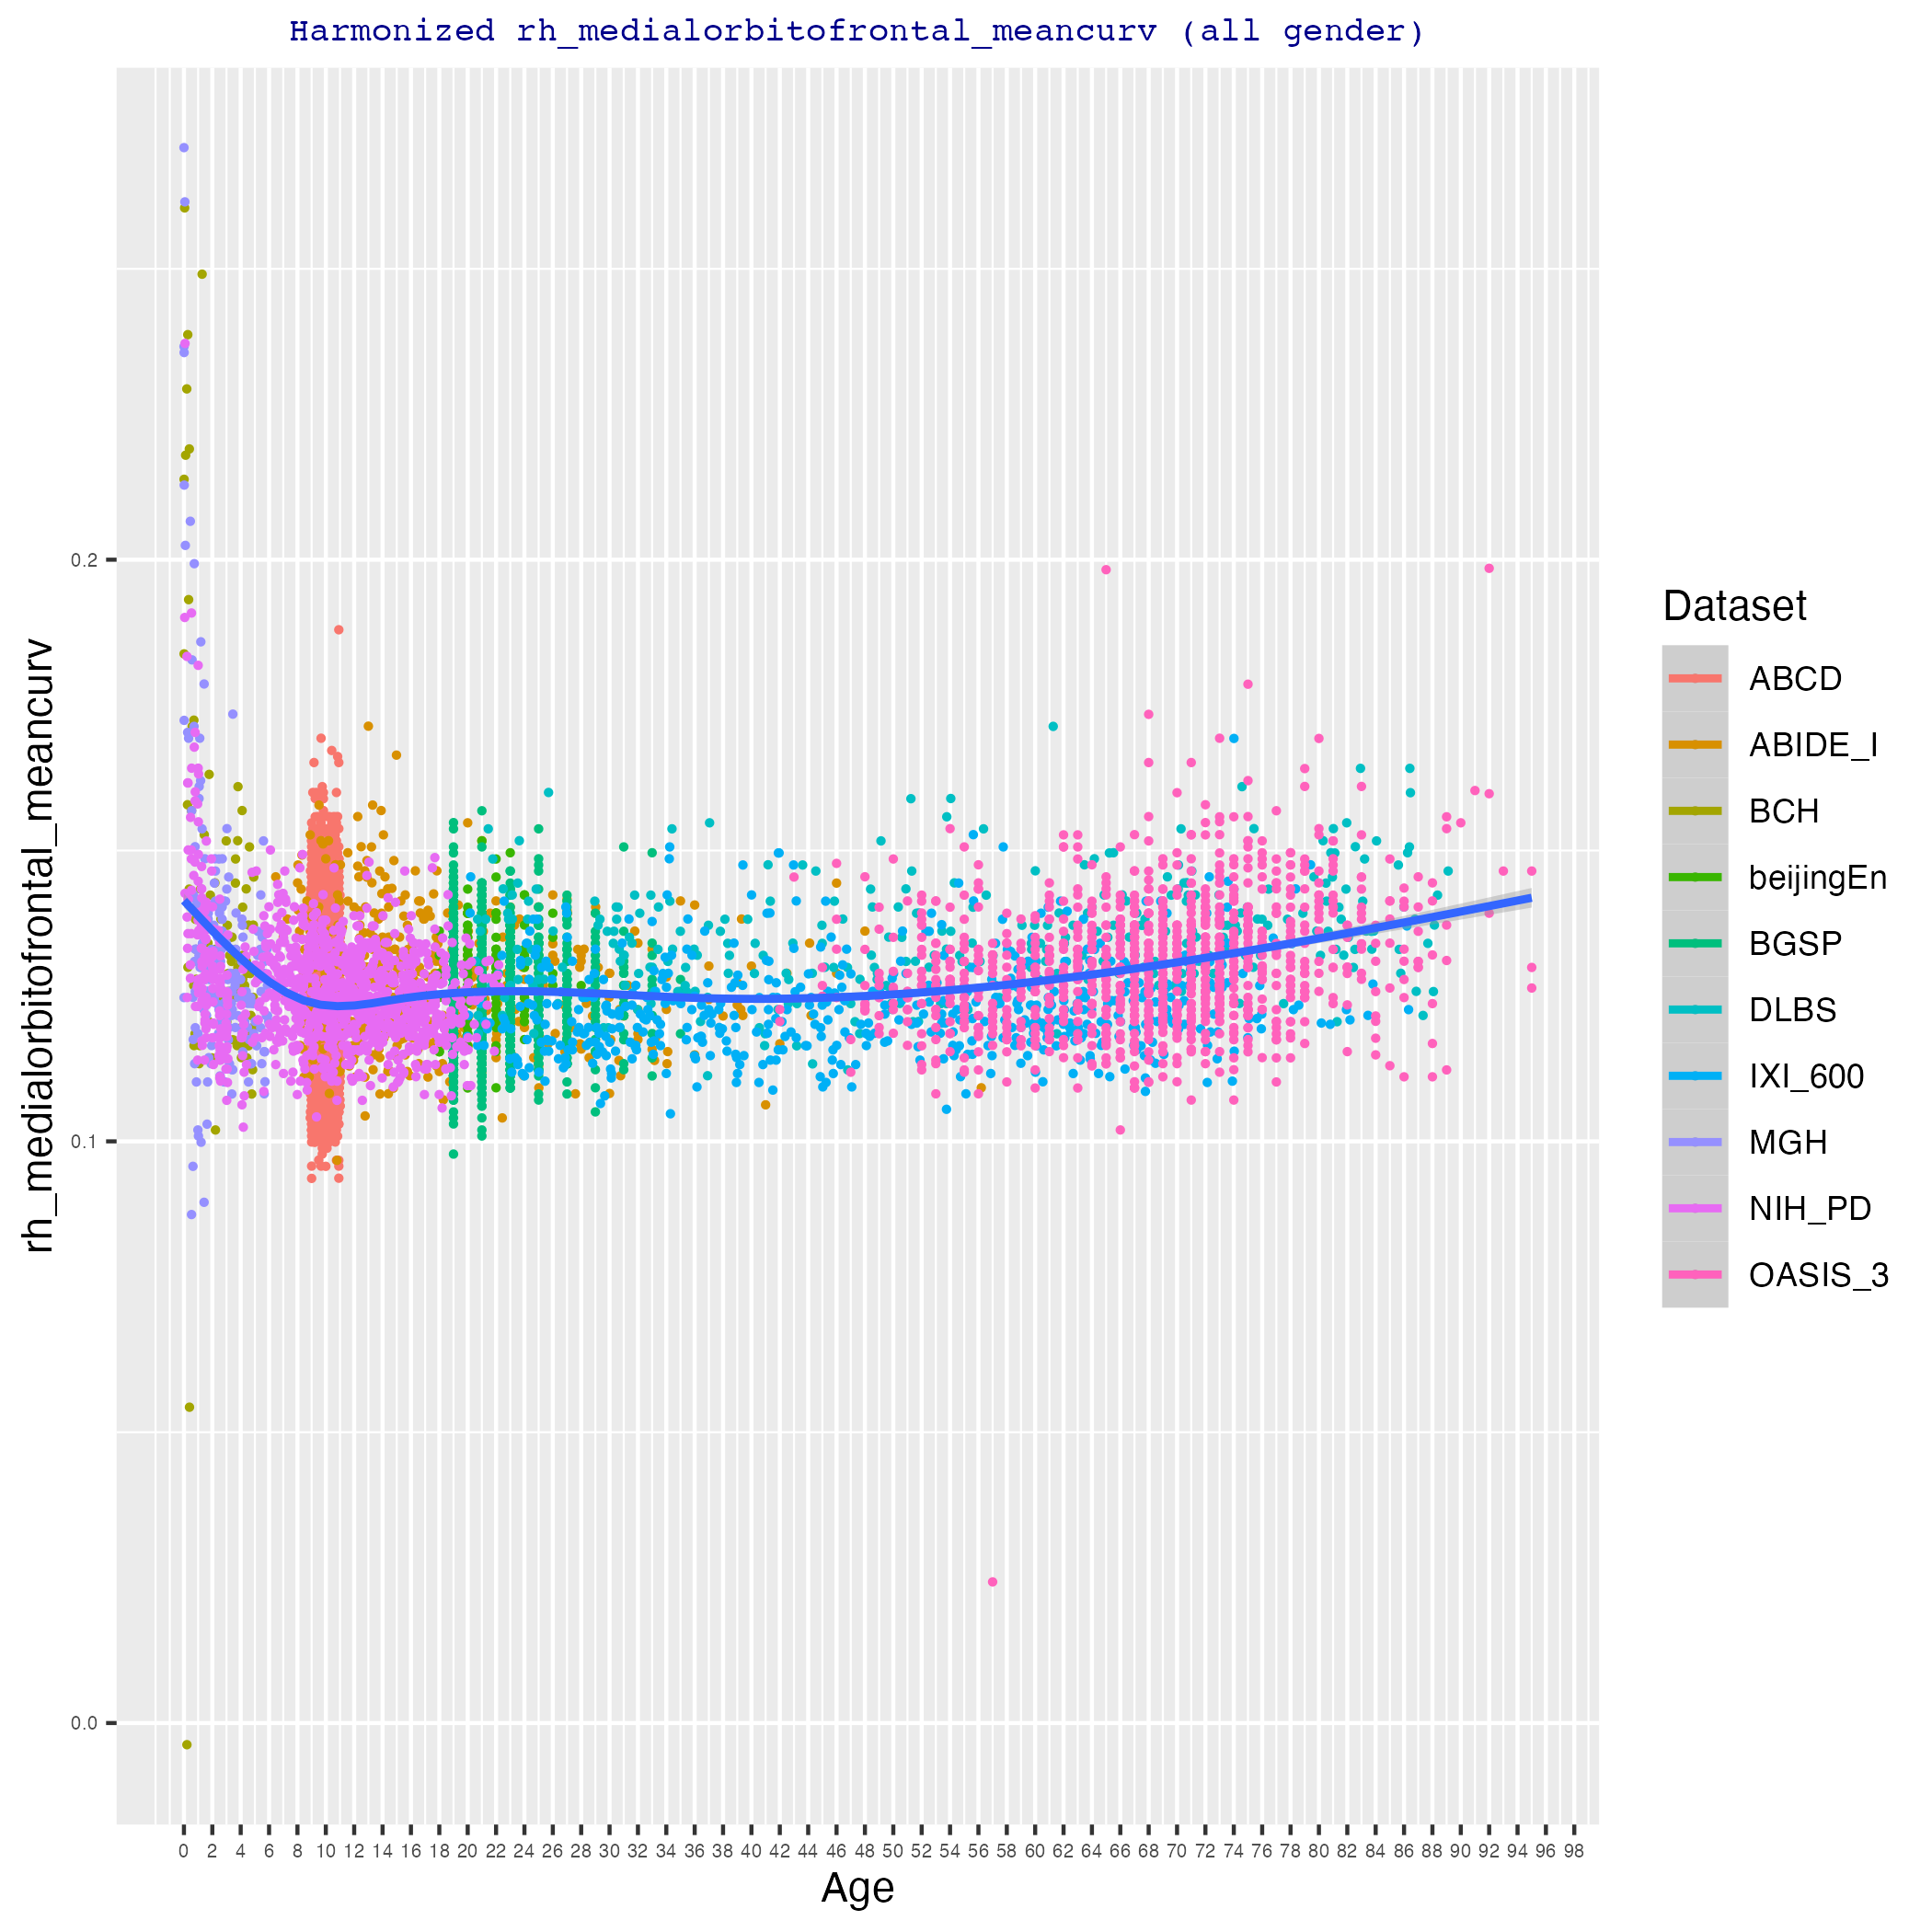 Harmonized rh_medialorbitofrontal_meancurv (all gender)
rh_medialorbitofrontal_meancurv
0.2
0.1
0.0
0 2 4 6 8 10 12 14 16 18 20 22 24 26 28 30 32 34 36 38 40 42 44 46 48 50 52 54 56 58 60 62 64 66 68 70 72 74 76 78 80 82 84 86 88 90 92 94 96 98
Age
Dataset
ABCD
ABIDE_I
BCH
beijingEn
BGSP
DLBS
IXI_600
MGH
NIH_PD
OASIS_3